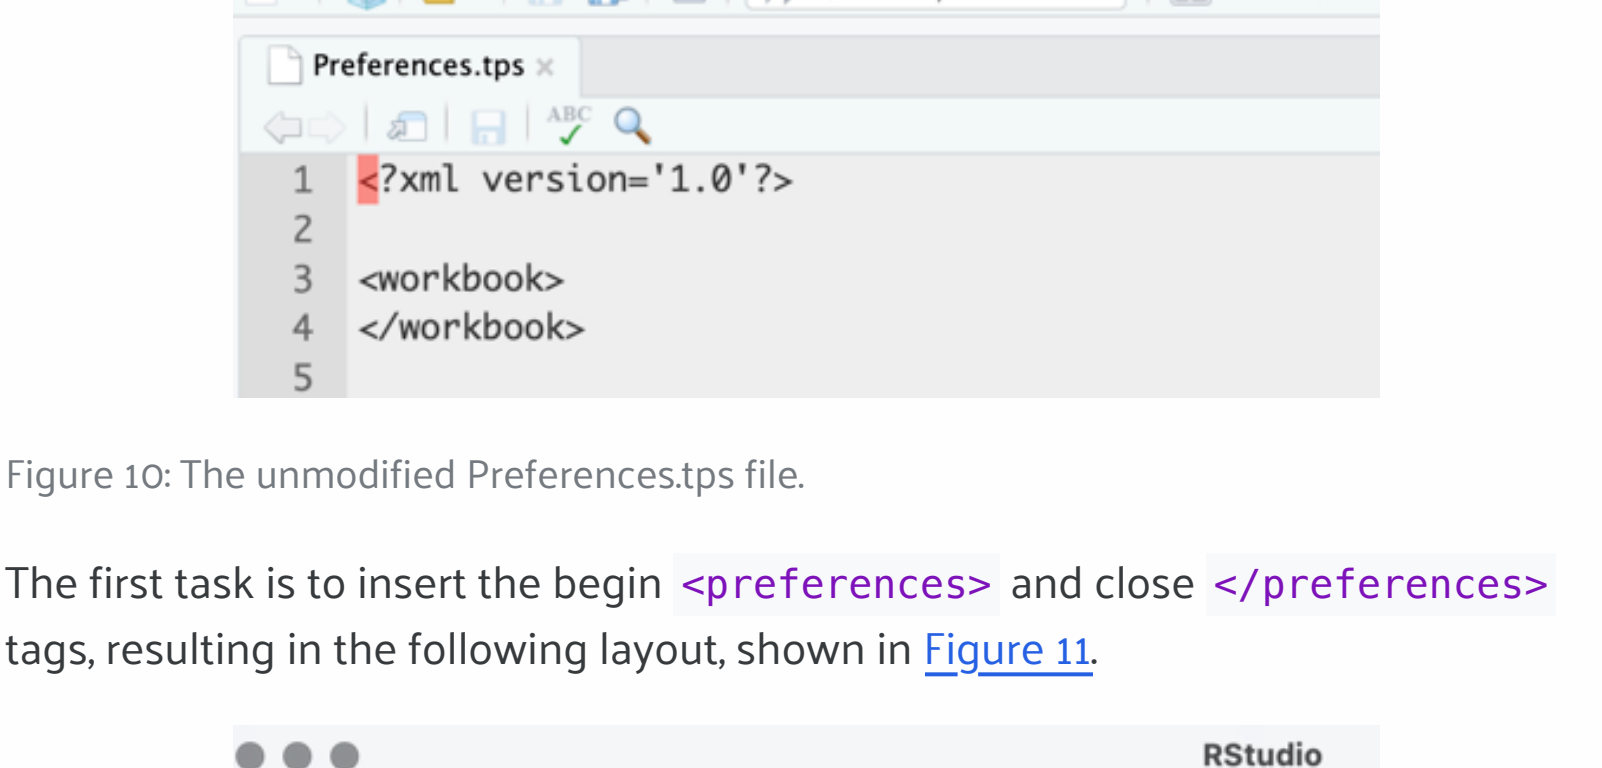 Preferences.tps
ABC
1 <?xml version='1.0'?>
2
3 <workbook>
4 </workbook>
5
Figure 10: The unmodified Preferences.tps file.
The first task is to insert the begin <preferences> and close </preferences>
tags, resulting in the following layout, shown in Figure 11.
RStudio